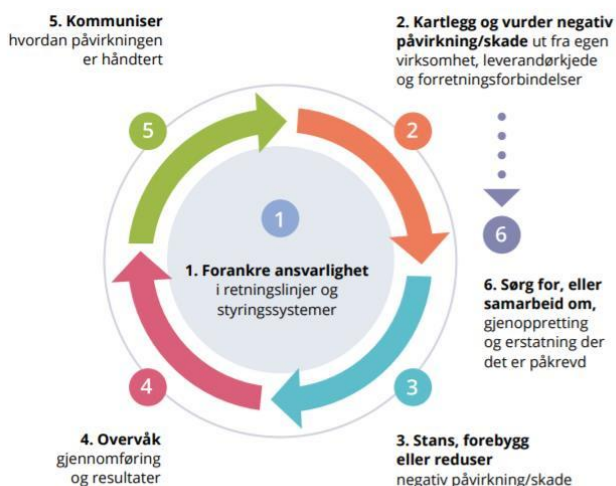 5. Kommuniser
hvordan påvirkningen
er håndtert
2. Kartlegg og vurder negativ
påvirkning/skade ut fra egen
virksomhet, leverandørkjede
og forretningsforbindelser
5
2
1
6
1. Forankre ansvarlighet
i retningslinjer og
styringssystemer
6. Sørg for, eller
samarbeid om,
gjenoppretting
og erstatning der
det er påkrevd
4
3
4. Overvåk
gjennomføring
og resultater
3. Stans, forebygg
eller reduser
negativ påvirkning/skade